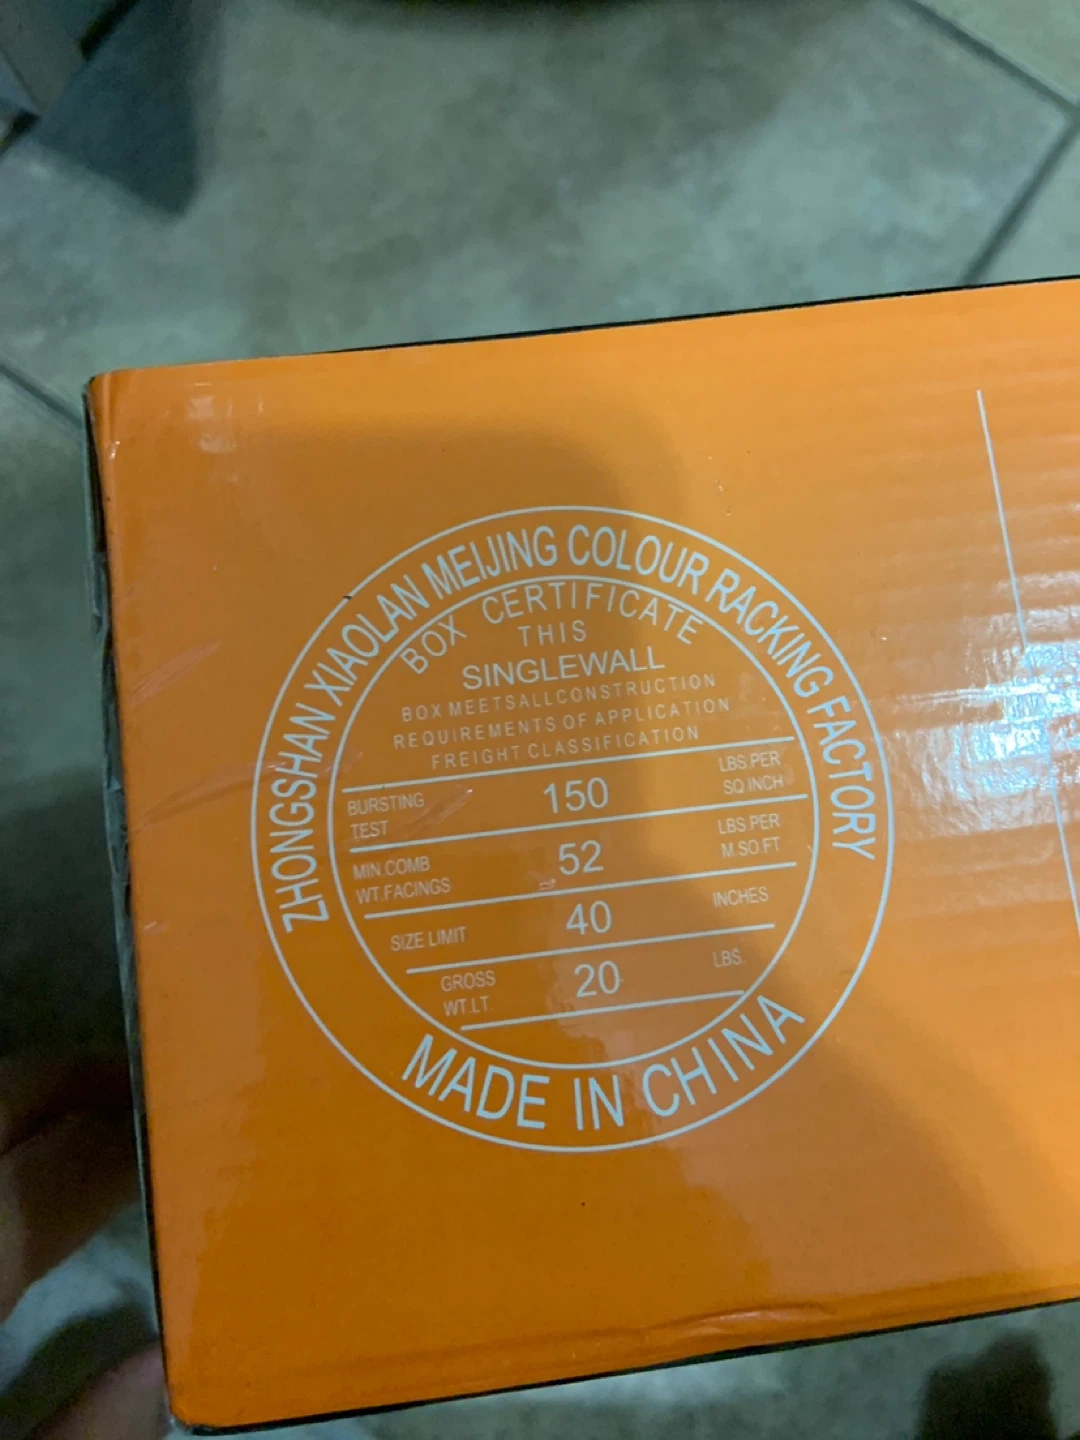 ZHONGSHAN XIAOLAN MEIJING COLOUR RACKING FACTORY
BOX CERTIFICATE
THIS
SINGLEWALL
BOX MEETSALLCONSTRUCTION
REQUIREMENTS OF APPLICATION
FREIGHT CLASSIFICATION
BURSTING TEST 150 LBS.PER SQ INCH
MIN.COMB WT.FACINGS 52 LBS PER M.SO.FT
SIZE LIMIT 40 INCHES
GROSS WT.LT. 20 LBS.
MADE IN CHINA